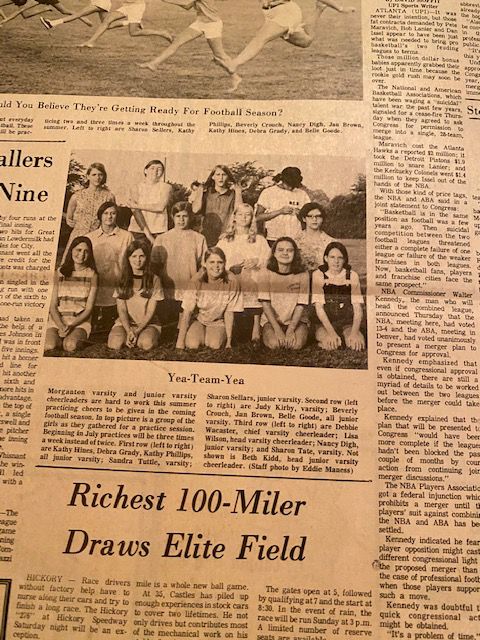 UPI Sports Writer
ATLANTA (UPI)—It was
never their intention, but those
fat contracts demanded by Pete
Maravich, Bob Lanier and Dan
Issel appear to have been just
what was needed to bring pro
basketball's two feuding
leagues to terms.
Those million dollar bonus
babies apparently grabbed their
loot just in time because the
rookie gold rush may soon be
over.
The National and American
Basketball Associations, which
have been waging a "suicidal"
talent war the past few years,
signaled for a cease-fire Thurs-
day when they agreed to ask
Congress for permission to
merge into a single, 28-team,
league.
Maravich cost the Atlanta
Hawks a reported $2 million; it
took the Detroit Pistons $1.5
million to snare Lanier; and
the Kentucky Colonels went $1.4
million to keep Issel out of the
hands of the NBA.
With those kind of price tags,
the NBA and ABA said in a
joint statement to Congress:
"Basketball is in the same
position as football was a few
years ago. Then suicidal
competition between the two
football leagues threatened
either a complete failure of one
league or failure of the weaker
franchises in both leagues.
Now, basketball fans, players
and franchise cities face the
same prospect."
NBA Commissioner Walter
Kennedy, the man who will
head the combined league,
announced Thursday that the
NBA, meeting here, had voted
13-4 and the ABA, meeting in
Denver, had voted unanimously
to present a merger plan to
Congress for approval.
Kennedy emphasized that
even if congressional approval
is obtained, there are still a
myriad of details to be worked
out between the two leagues
before the merger could take
place.
Kennedy explained that the
plan that will be presented to
Congress "would have been
more complete if the leagues
hadn't been blocked the past
couple of months by court
action from continuing joint
merger discussions."
The NBA Players Association
got a federal injunction which
prohibits a merger until the
players' suit against combining
the NBA and ABA has been
settled.
Kennedy indicated he feared
player opposition might cast
different congressional light on
the proposed merger than
the case of professional football
when those players support
such a move.
Kennedy was doubtful
quick congressional action
might be obtained.
"It's a problem of time,"
uld You Believe They're Getting Ready For Football Season?
ticing two and three times a week throughout the
summer. Left to right are Sharon Sellers, Kathy
Phillips, Beverly Crouch, Nancy Digh, Jan Brown,
Kathy Hines, Debra Grady, and Belle Goode.
allers
Nine
Yea-Team-Yea
Morganton varsity and junior varsity
cheerleaders are hard to work this summer
practicing cheers to be given in the coming
football season. In top picture is a group of the
girls as they gathered for a practice session.
Beginning in July practices will be three times
a week instead of twice. First row (left to right)
are Kathy Hines, Debra Grady, Kathy Phillips,
all junior varsity; Sandra Tuttle, varsity;
Sharon Sellars, junior varsity. Second row (left
to right) are Judy Kirby, varsity; Beverly
Crouch, Jan Brown, Belle Goode, all junior
varsity. Third row (left to right) are Debbie
Wacaster, chief varsity cheerleader; Lisa
Wilson, head varsity cheerleader; Nancy Digh,
junior varsity; and Sharon Tate, varsity. Not
shown is Beth Kidd, head junior varsity
cheerleader. (Staff photo by Eddie Maness)
Richest 100-Miler
Draws Elite Field
HICKORY — Race drivers
without factory help have to
nurse along their cars and try to
finish a long race. The Hickory
"276" at Hickory Speedway
Saturday night will be an ex-
mile is a whole new ball game.
At 35, Castles has piled up
enough experiences in stock cars
to cover two lifetimes. He not
only drives but contributes most
of the mechanical work on his
The gates open at 5, followed
by qualifying at 7 and the start at
8:30. In the event of rain, the
race will be run Sunday at 3 p.m.
A limited number of reserve
seats are available